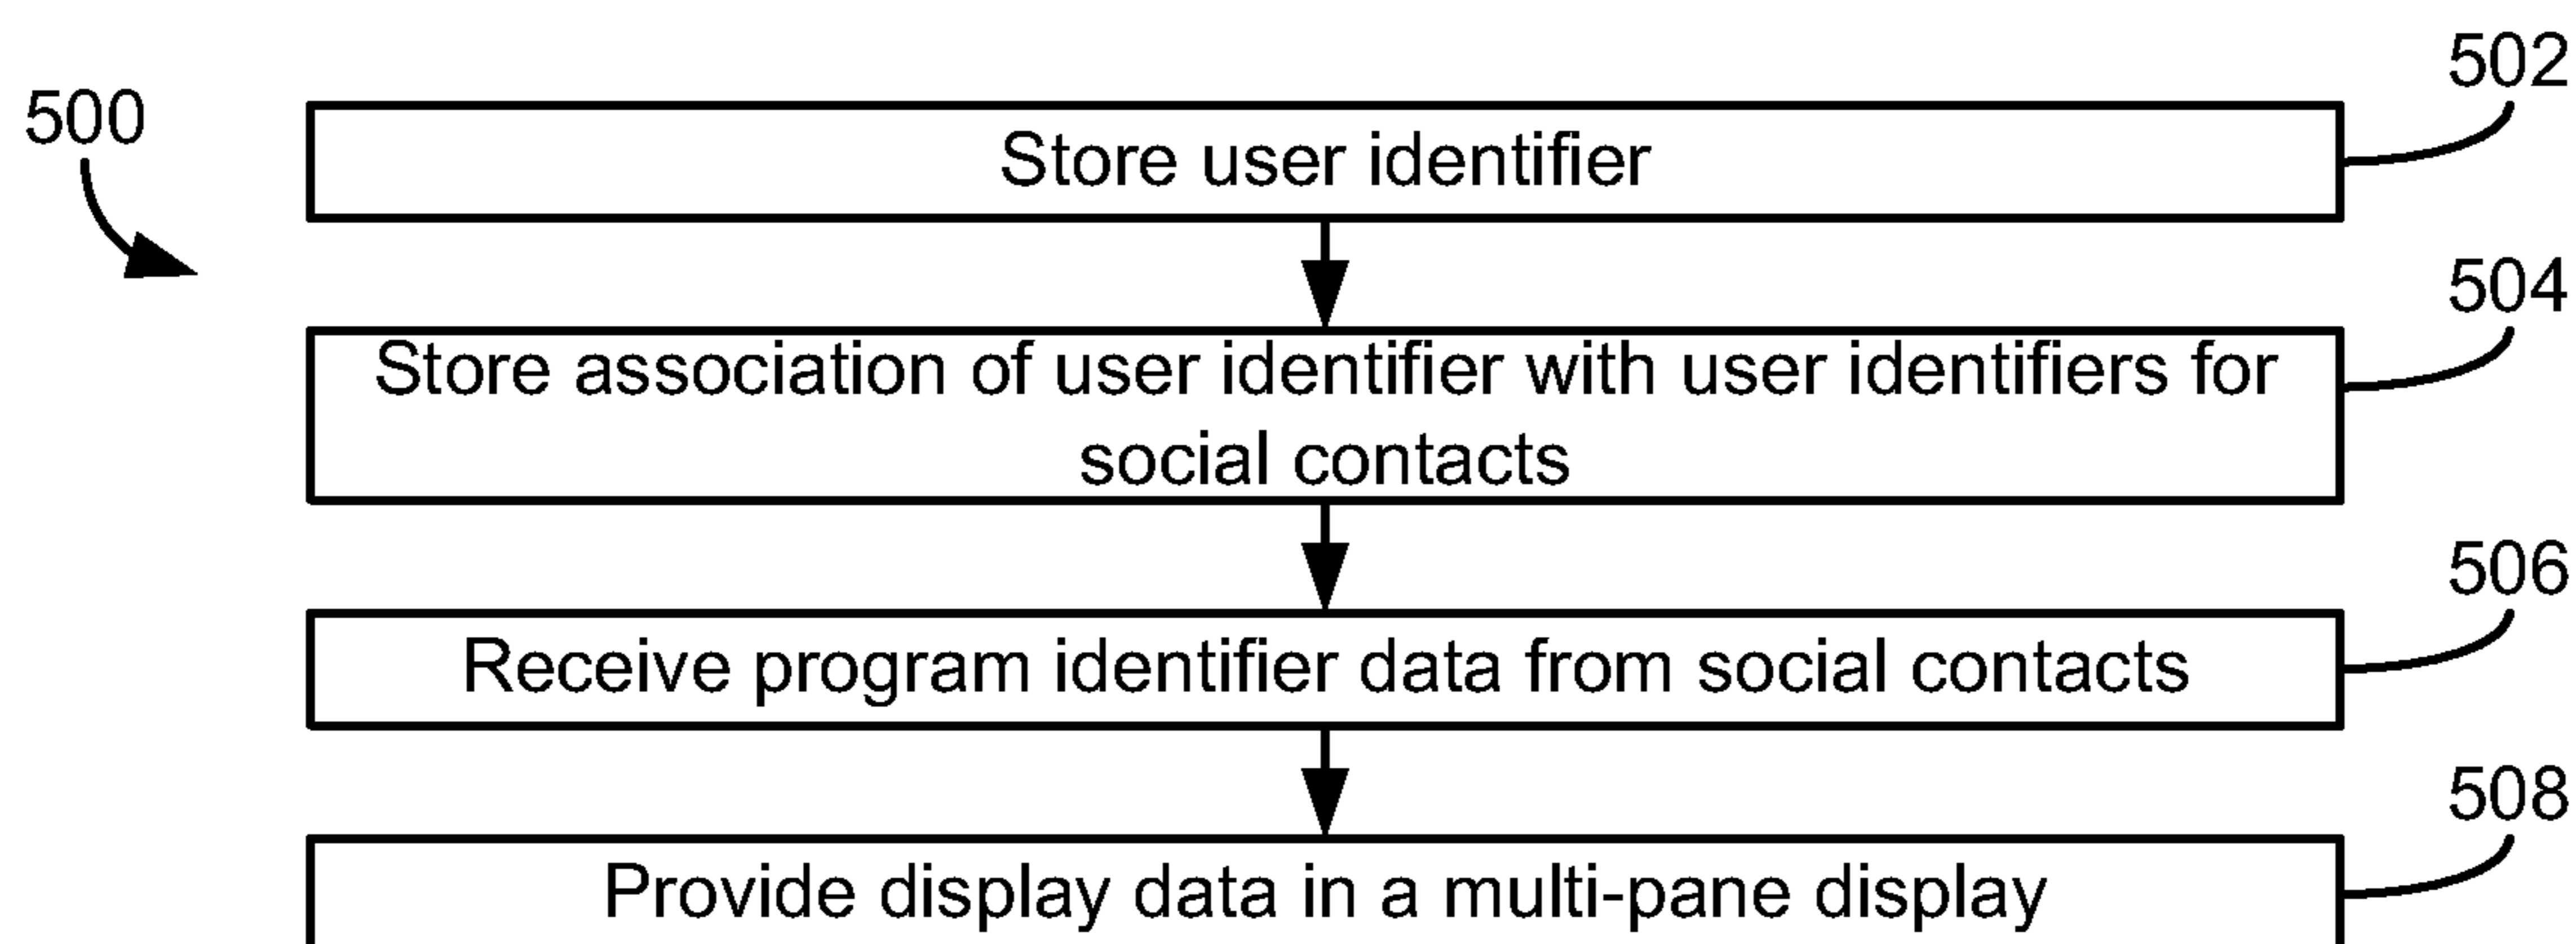 502
500
Store user identifier
504
Store association of user identifier with user identifiers for
social contacts
506
Receive program identifier data from social contacts
508
Provide display data in a multi-pane display